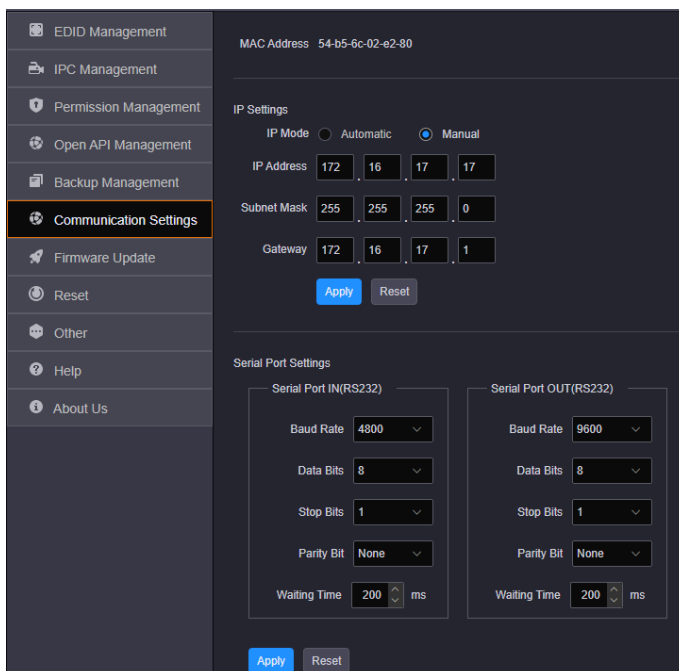 EDID Management
IPC Management
Permission Management
Open API Management
Backup Management
Communication Settings
Firmware Update
Reset
Other
Help
About Us
MAC Address 54-b5-6c-02-e2-80
IP Settings
IP Mode Automatic Manual
IP Address 172 . 16 . 17 . 17
Subnet Mask 255 . 255 . 255 . 0
Gateway 172 . 16 . 17 . 1
Apply Reset
Serial Port Settings
Serial Port IN(RS232)
Baud Rate 4800
Data Bits 8
Stop Bits 1
Parity Bit None
Waiting Time 200 ms
Serial Port OUT(RS232)
Baud Rate 9600
Data Bits 8
Stop Bits 1
Parity Bit None
Waiting Time 200 ms
Apply Reset